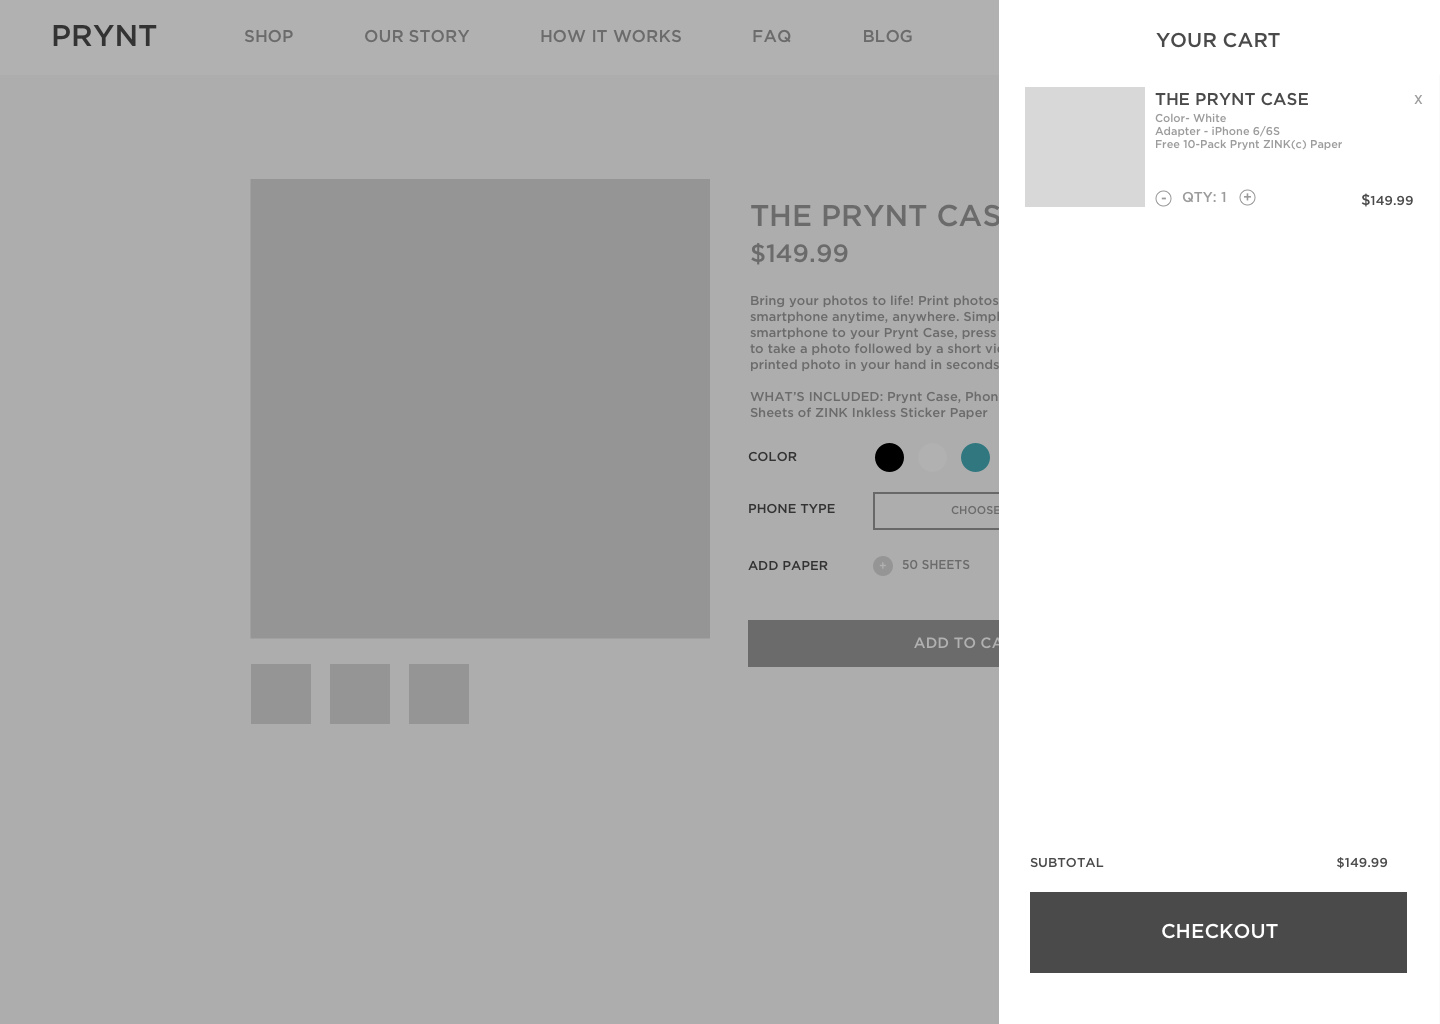 PRYNT
SHOP
OUR STORY
HOW IT WORKS
FAQ
BLOG
THE PRYNT CAS
$149.99
Bring your photos to life! Print photos
smartphone anytime, anywhere. Simpl
smartphone to your Prynt Case, press
to take a photo followed by a short vi
printed photo in your hand in seconds
WHAT'S INCLUDED: Prynt Case, Phon
Sheets of ZINK Inkless Sticker Paper
COLOR
PHONE TYPE
CHOOSE
ADD PAPER
+ 50 SHEETS
ADD TO CA
YOUR CART
THE PRYNT CASE
X
Color- White
Adapter - iPhone 6/6S
Free 10-Pack Prynt ZINK(c) Paper
- QTY: 1 +
$149.99
SUBTOTAL
$149.99
CHECKOUT